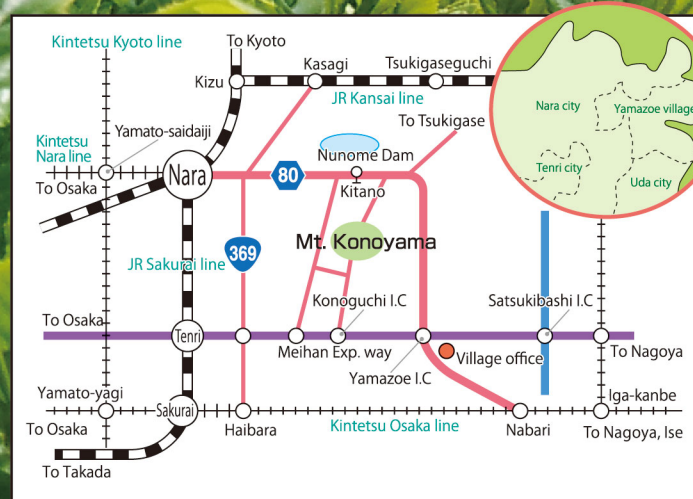 Kintetsu Kyoto line
To Kyoto
Kasagi
Tsukigaseguchi
Kizu
JR Kansai line
Nara city
Yamazoe village
Tenri city
Uda city
Kintetsu
Nara line
Yamato-saidaiji
To Tsukigase
Nunome Dam
Nara
80
Kitano
To Osaka
Mt. Konoyama
369
JR Sakurai line
Konoguchi I.C
Satsukibashi I.C
To Osaka
Tenri
Meihan Exp. way
Village office
To Nagoya
Yamazoe I.C
Yamato-yagi
Sakurai
Iga-kanbe
To Osaka
Haibara
Kintetsu Osaka line
Nabari
To Nagoya, Ise
To Takada